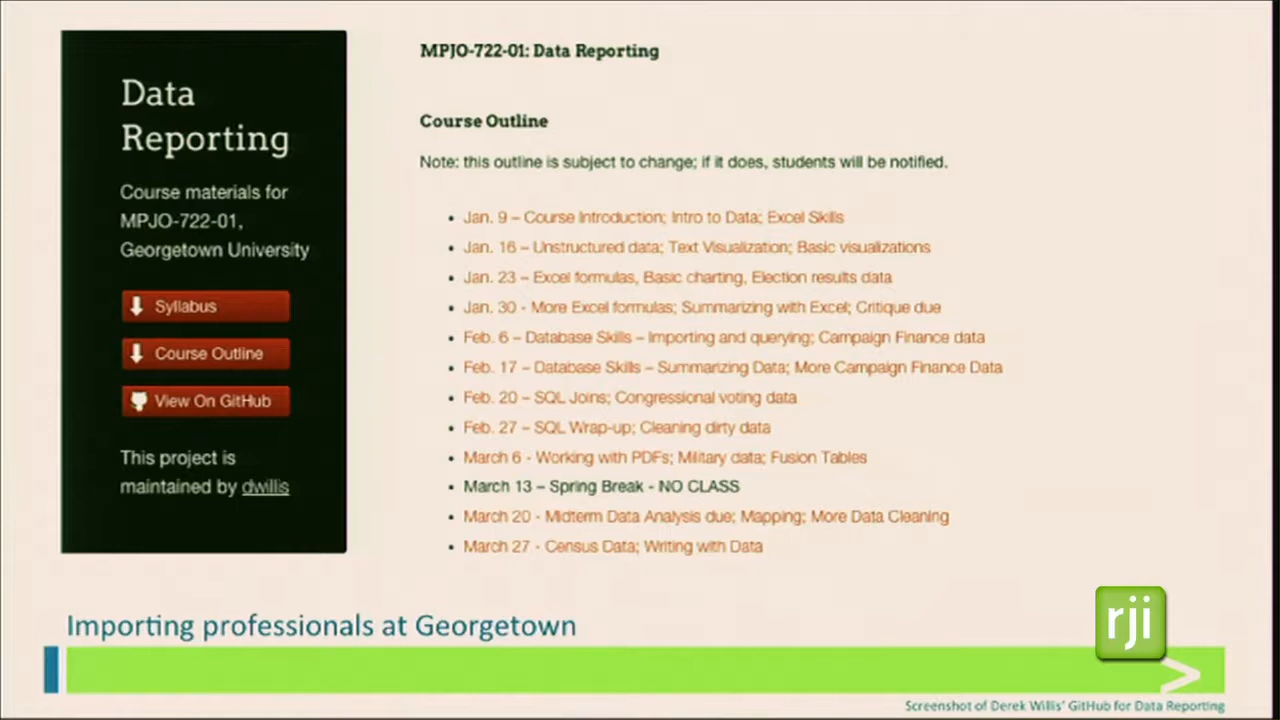 Data
Reporting
Course materials for
MPJO-722-01,
Georgetown University
Syllabus
Course Outline
View On GitHub
This project is
maintained by dwillis
MPJO-722-01: Data Reporting
Course Outline
Note: this outline is subject to change; if it does, students will be notified.
• Jan. 9 – Course Introduction; Intro to Data; Excel Skills
• Jan. 16 – Unstructured data; Text Visualization; Basic visualizations
• Jan. 23 – Excel formulas, Basic charting, Election results data
• Jan. 30 - More Excel formulas; Summarizing with Excel; Critique due
• Feb. 6 – Database Skills – Importing and querying; Campaign Finance data
• Feb. 17 – Database Skills – Summarizing Data; More Campaign Finance Data
• Feb. 20 – SQL Joins; Congressional voting data
• Feb. 27 – SQL Wrap-up; Cleaning dirty data
• March 6 - Working with PDFs; Military data; Fusion Tables
• March 13 – Spring Break - NO CLASS
• March 20 - Midterm Data Analysis due; Mapping; More Data Cleaning
• March 27 - Census Data; Writing with Data
Importing professionals at Georgetown
rji
>
Screenshot of Derek Willis’ GitHub for Data Reporting